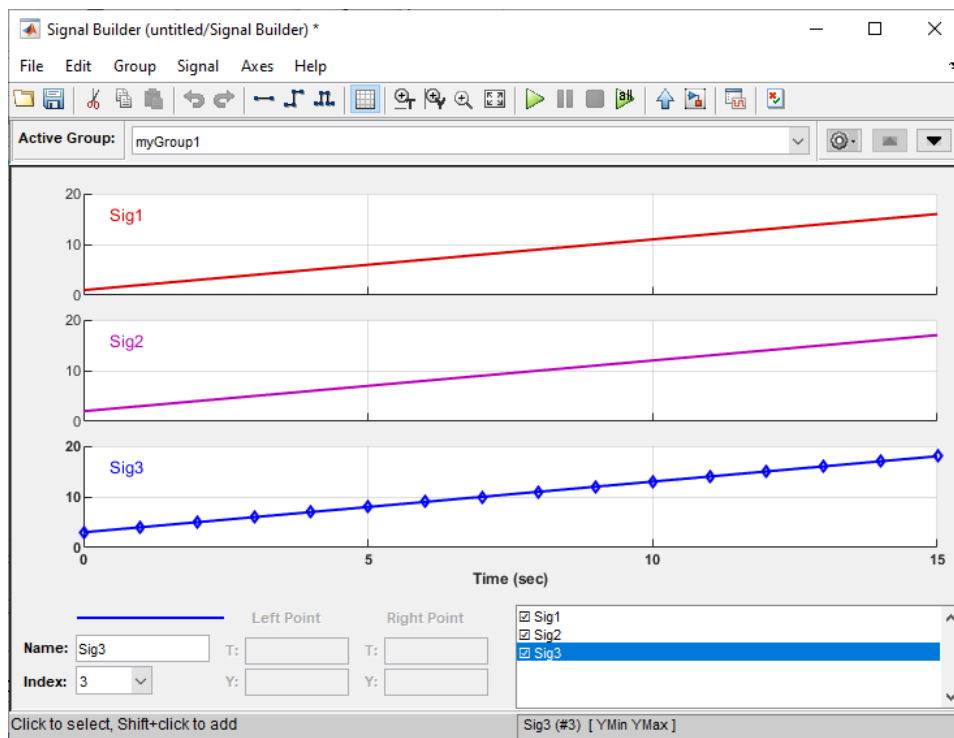 Signal Builder (untitled/Signal Builder) *
File Edit Group Signal Axes Help
Active Group: myGroup1
20
Sig1
10
0
20
Sig2
10
0
20
Sig3
10
0
0 5 10 15
Time (sec)
Left Point Right Point
Name: Sig3 T: T:
Index: 3 Y: Y:
Sig1
Sig2
Sig3
Click to select, Shift+click to add
Sig3 (#3) [ YMin YMax ]